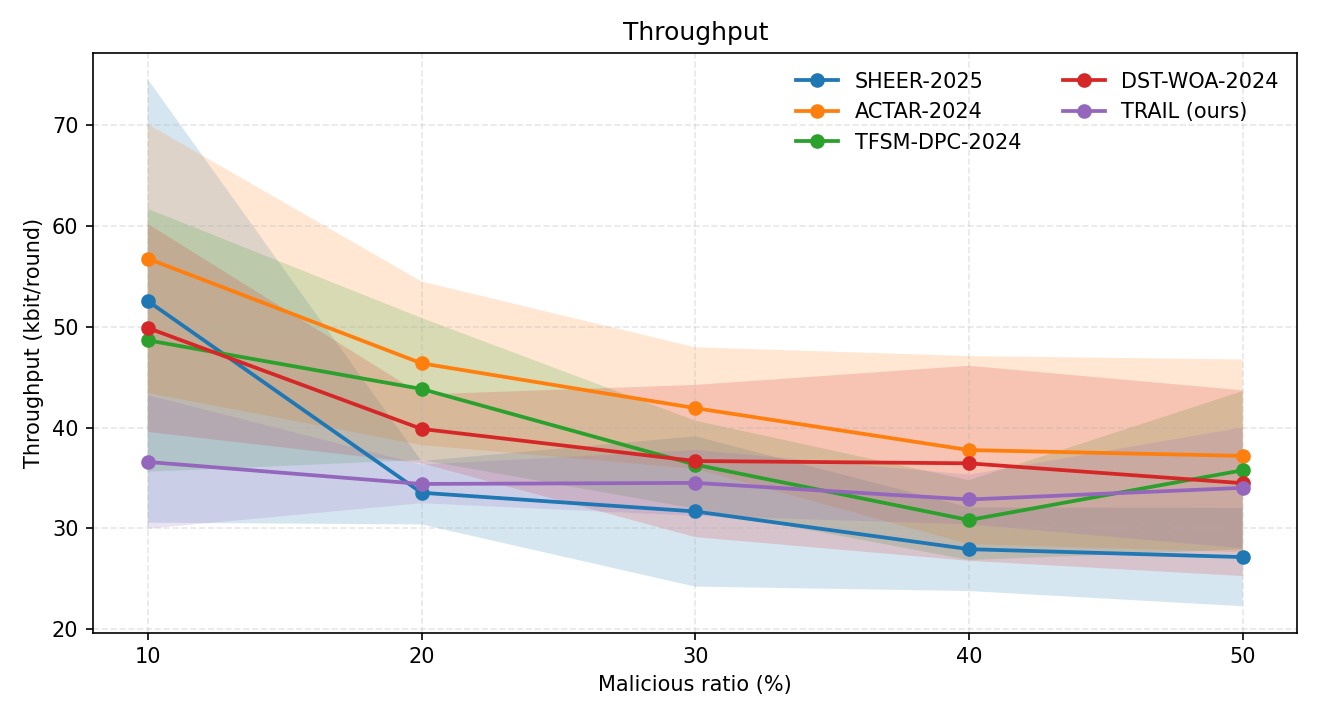 Throughput
SHEER-2025
ACTAR-2024
TFSM-DPC-2024
DST-WOA-2024
TRAIL (ours)
Throughput (kbit/round)
70
60
50
40
30
20
10 20 30 40 50
Malicious ratio (%)